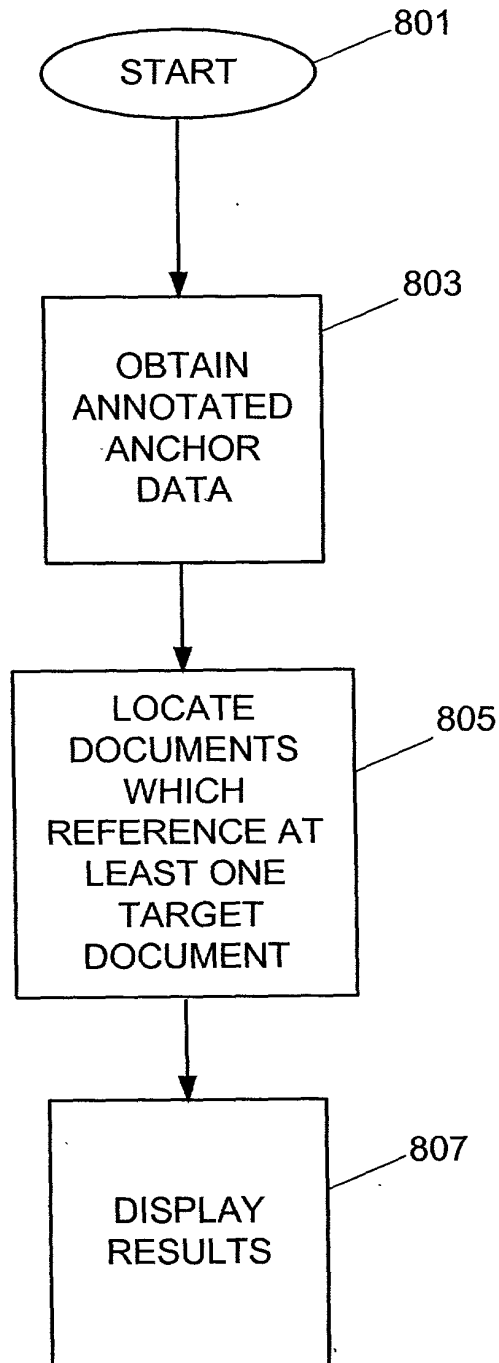 801
START
803
OBTAIN
ANNOTATED
ANCHOR
DATA
805
LOCATE
DOCUMENTS
WHICH
REFERENCE AT
LEAST ONE
TARGET
DOCUMENT
807
DISPLAY
RESULTS